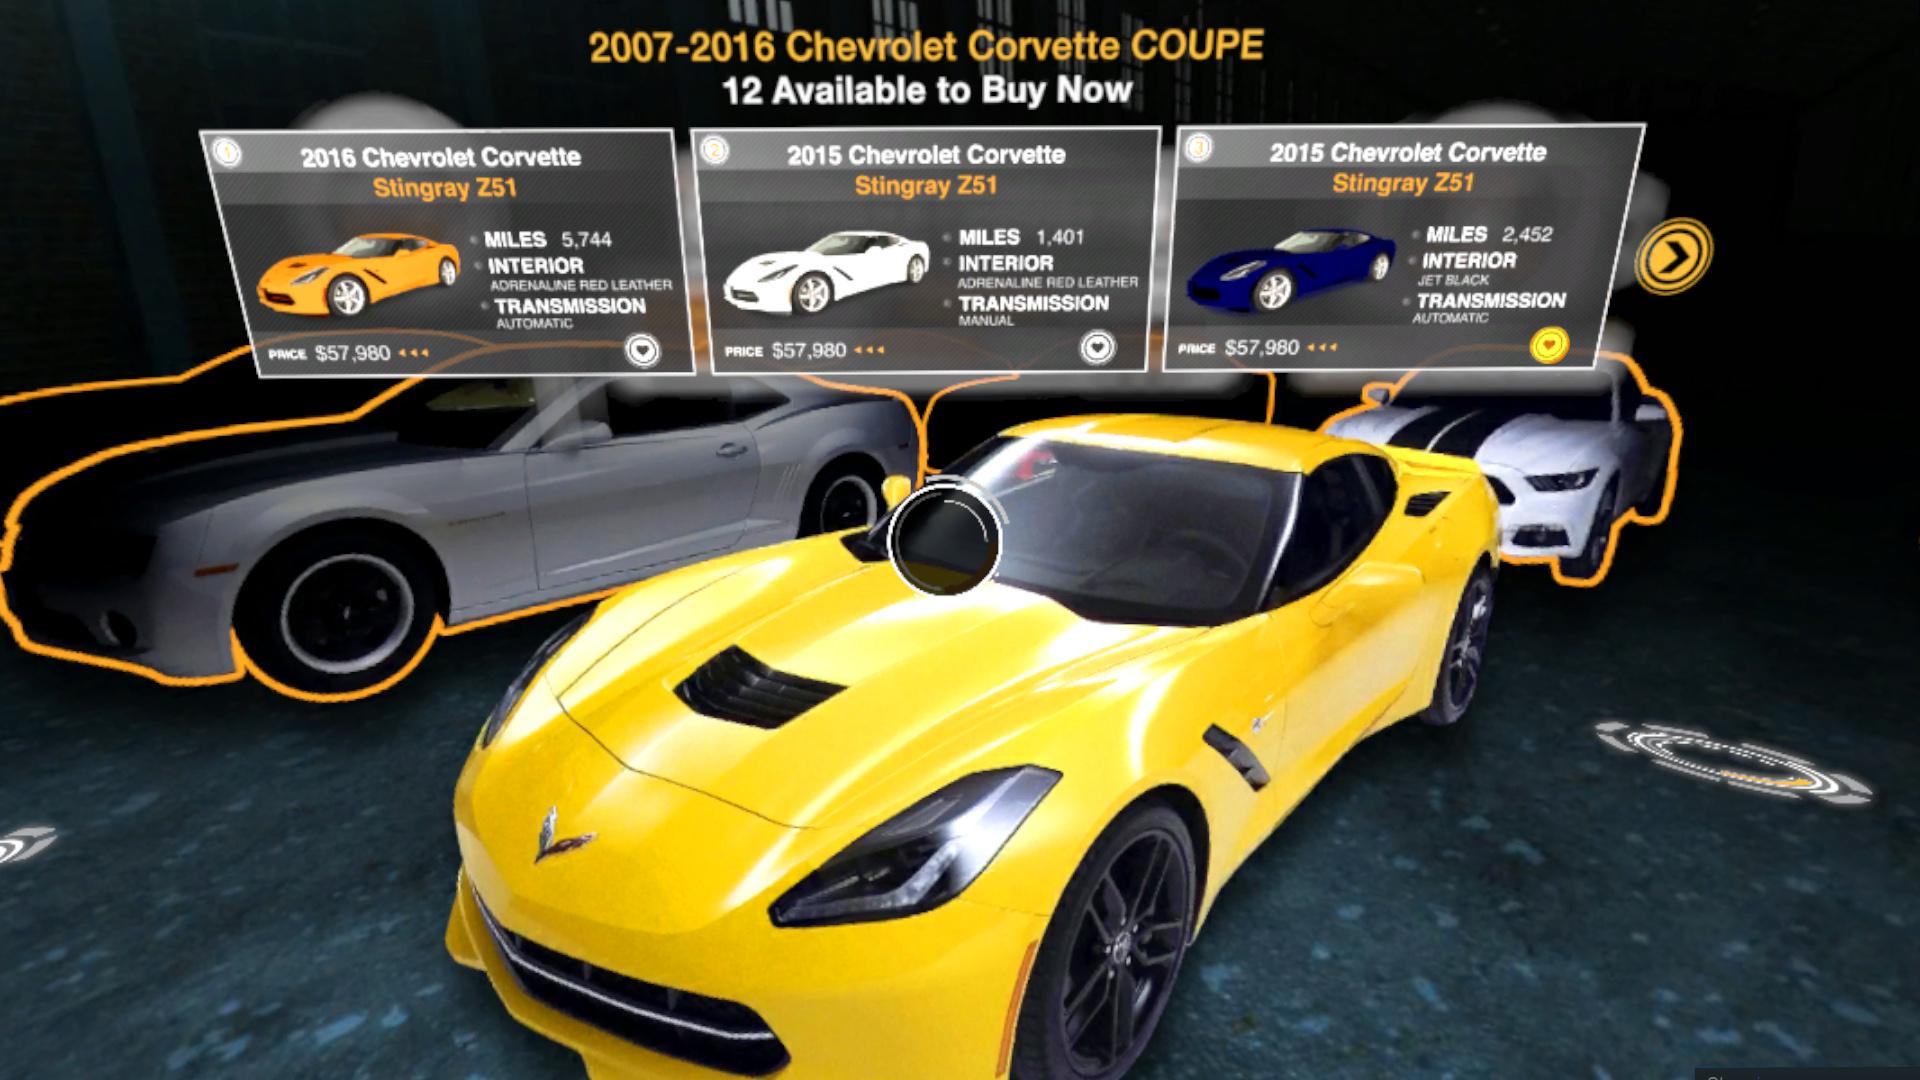 2007-2016 Chevrolet Corvette COUPE
12 Available to Buy Now
1
2016 Chevrolet Corvette
Stingray Z51
MILES 5,744
INTERIOR
ADRENALINE RED LEATHER
TRANSMISSION
AUTOMATIC
PRICE $57,980
2
2015 Chevrolet Corvette
Stingray Z51
MILES 1,401
INTERIOR
ADRENALINE RED LEATHER
TRANSMISSION
MANUAL
PRICE $57,980
3
2015 Chevrolet Corvette
Stingray Z51
MILES 2,452
INTERIOR
JET BLACK
TRANSMISSION
AUTOMATIC
PRICE $57,980